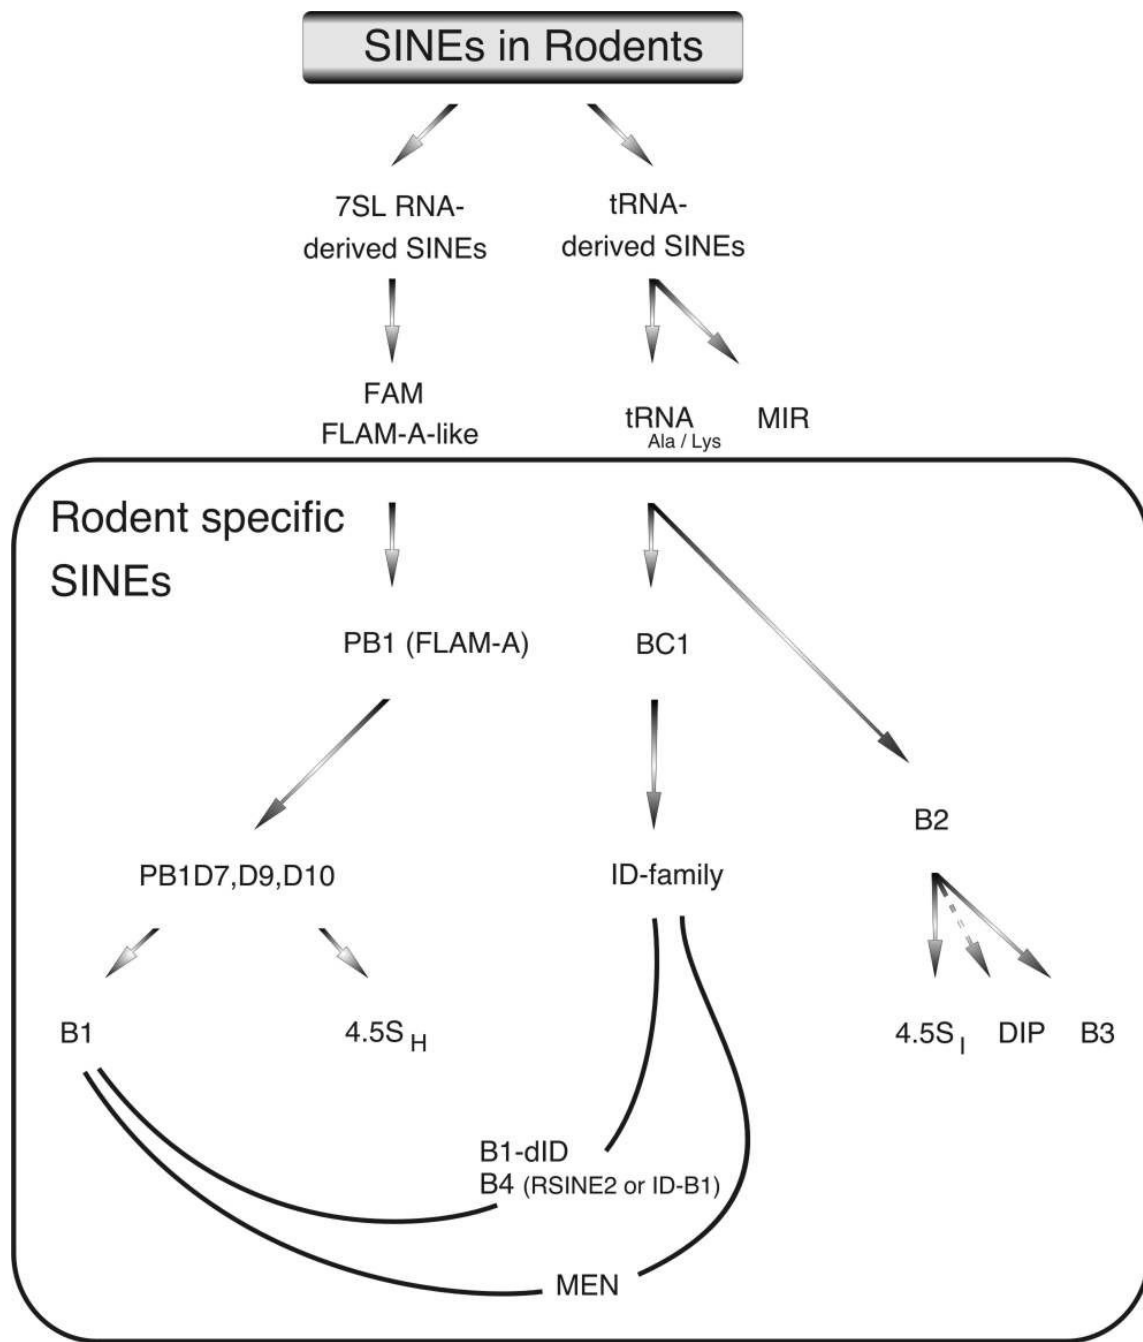 SINEs in Rodents
7SL RNA-
derived SINEs
tRNA-
derived SINEs
FAM
FLAM-A-like
tRNA
Ala / Lys
MIR
Rodent specific
SINEs
PB1 (FLAM-A)
BC1
B2
PB1D7,D9,D10
ID-family
B1
4.5S H
4.5S I
DIP
B3
B1-dID
B4 (RSINE2 or ID-B1)
MEN